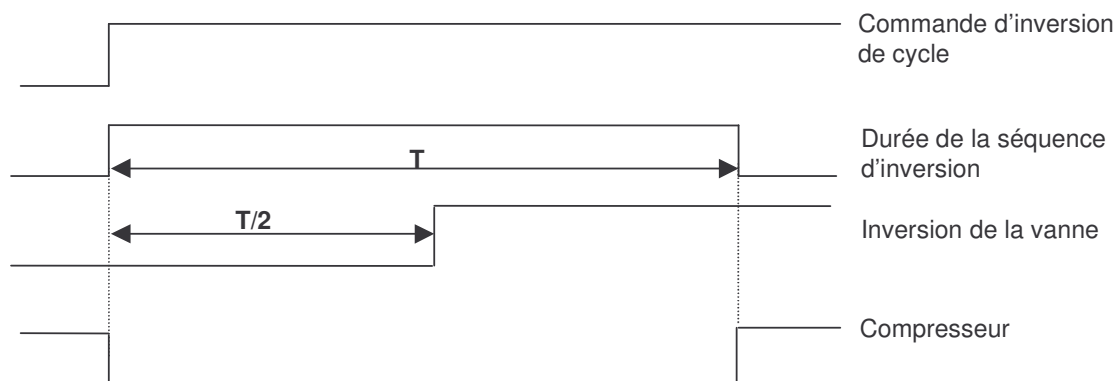 Commande d’inversion
de cycle
Durée de la séquence
d’inversion
T
T/2
Inversion de la vanne
Compresseur